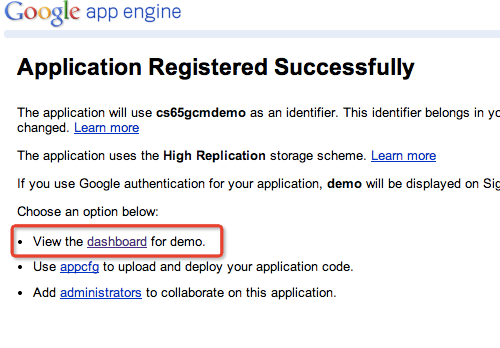 Google app engine
Application Registered Successfully
The application will use cs65gcmdemo as an identifier. This identifier belongs in
changed. Learn more
The application uses the High Replication storage scheme. Learn more
If you use Google authentication for your application, demo will be displayed on
Choose an option below:
• View the dashboard for demo.
• Use appcfg to upload and deploy your application code.
• Add administrators to collaborate on this application.